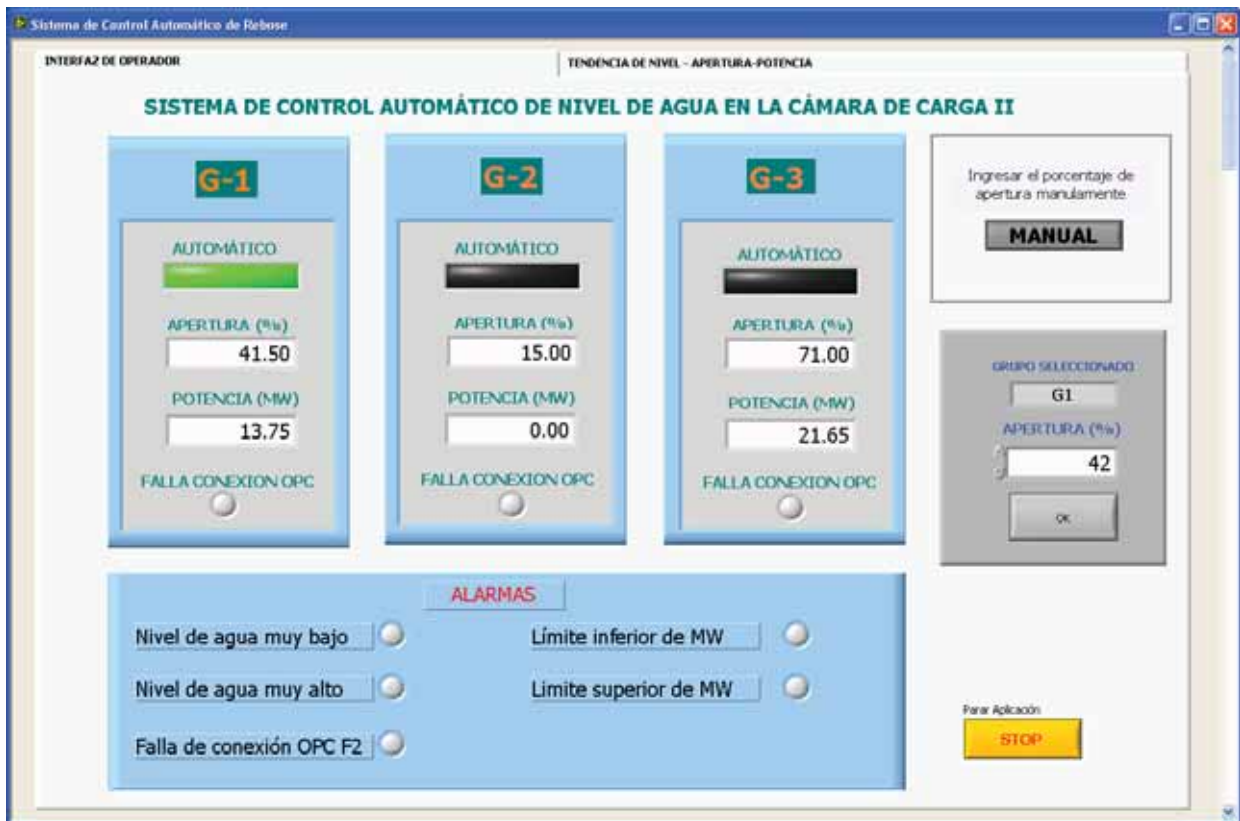 Sistema de Control Automático de Rebose
INTERFAZ DE OPERADOR
TENDENCIA DE NIVEL - APERTURA-POTENCIA
SISTEMA DE CONTROL AUTOMÁTICO DE NIVEL DE AGUA EN LA CÁMARA DE CARGA II
G-1
AUTOMÁTICO
APERTURA (%)
41.50
POTENCIA (MW)
13.75
FALLA CONEXION OPC
G-2
AUTOMÁTICO
APERTURA (%)
15.00
POTENCIA (MW)
0.00
FALLA CONEXION OPC
G-3
AUTOMÁTICO
APERTURA (%)
71.00
POTENCIA (MW)
21.65
FALLA CONEXION OPC
Ingresar el porcentaje de
apertura manulamente
MANUAL
GRUPO SELECCIONADO
G1
APERTURA (%)
42
OK
ALARMAS
Nivel de agua muy bajo
Límite inferior de MW
Nivel de agua muy alto
Limite superior de MW
Falla de conexión OPC F2
Parar Aplicación
STOP